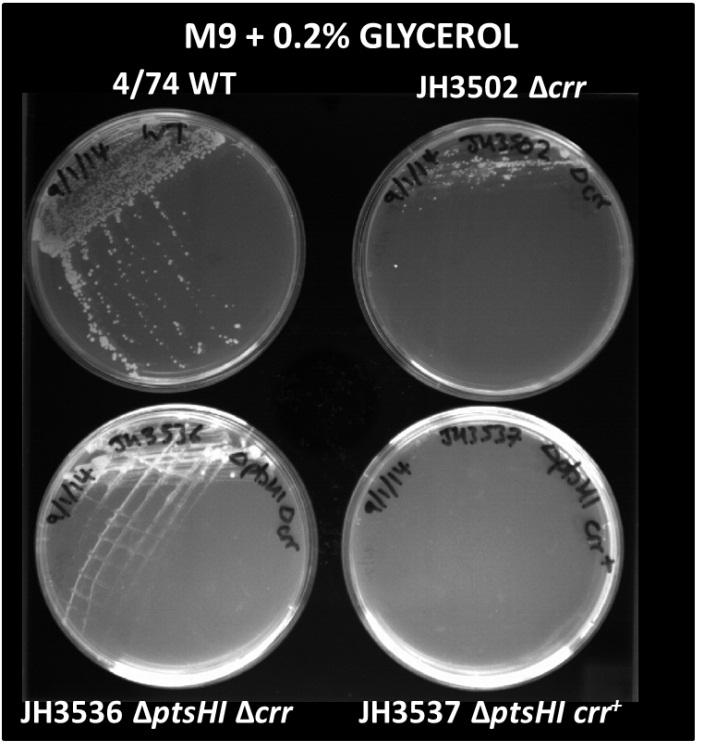 M9 + 0.2% GLYCEROL
4/74 WT
JH3502 Δcrr
9/1/14 WT
9/1/14 JH3502 Δcrr
9/1/14 JH3536 ΔptsHI Δcrr
9/1/14 JH3537 ΔptsHI crr+
JH3536 ΔptsHI Δcrr
JH3537 ΔptsHI crr⁺